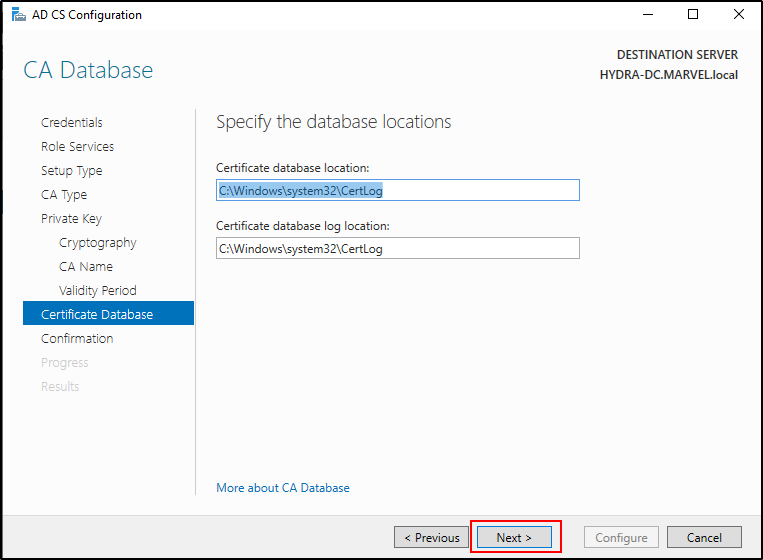 AD CS Configuration
CA Database
DESTINATION SERVER
HYDRA-DC.MARVEL.local
Credentials
Role Services
Setup Type
CA Type
Private Key
Cryptography
CA Name
Validity Period
Certificate Database
Confirmation
Progress
Results
Specify the database locations
Certificate database location:
C:\Windows\system32\CertLog
Certificate database log location:
C:\Windows\system32\CertLog
More about CA Database
< Previous
Next >
Configure
Cancel